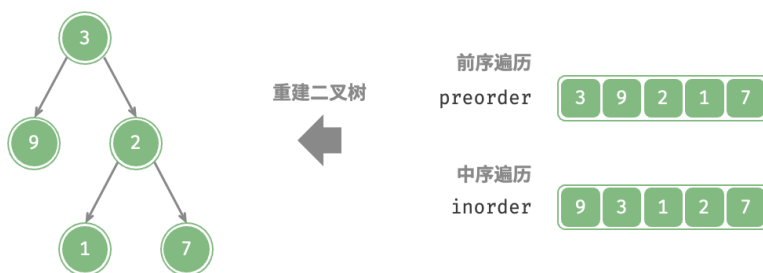 3
9
2
1
7
重建二叉树
前序遍历
preorder
3 9 2 1 7
中序遍历
inorder
9 3 1 2 7